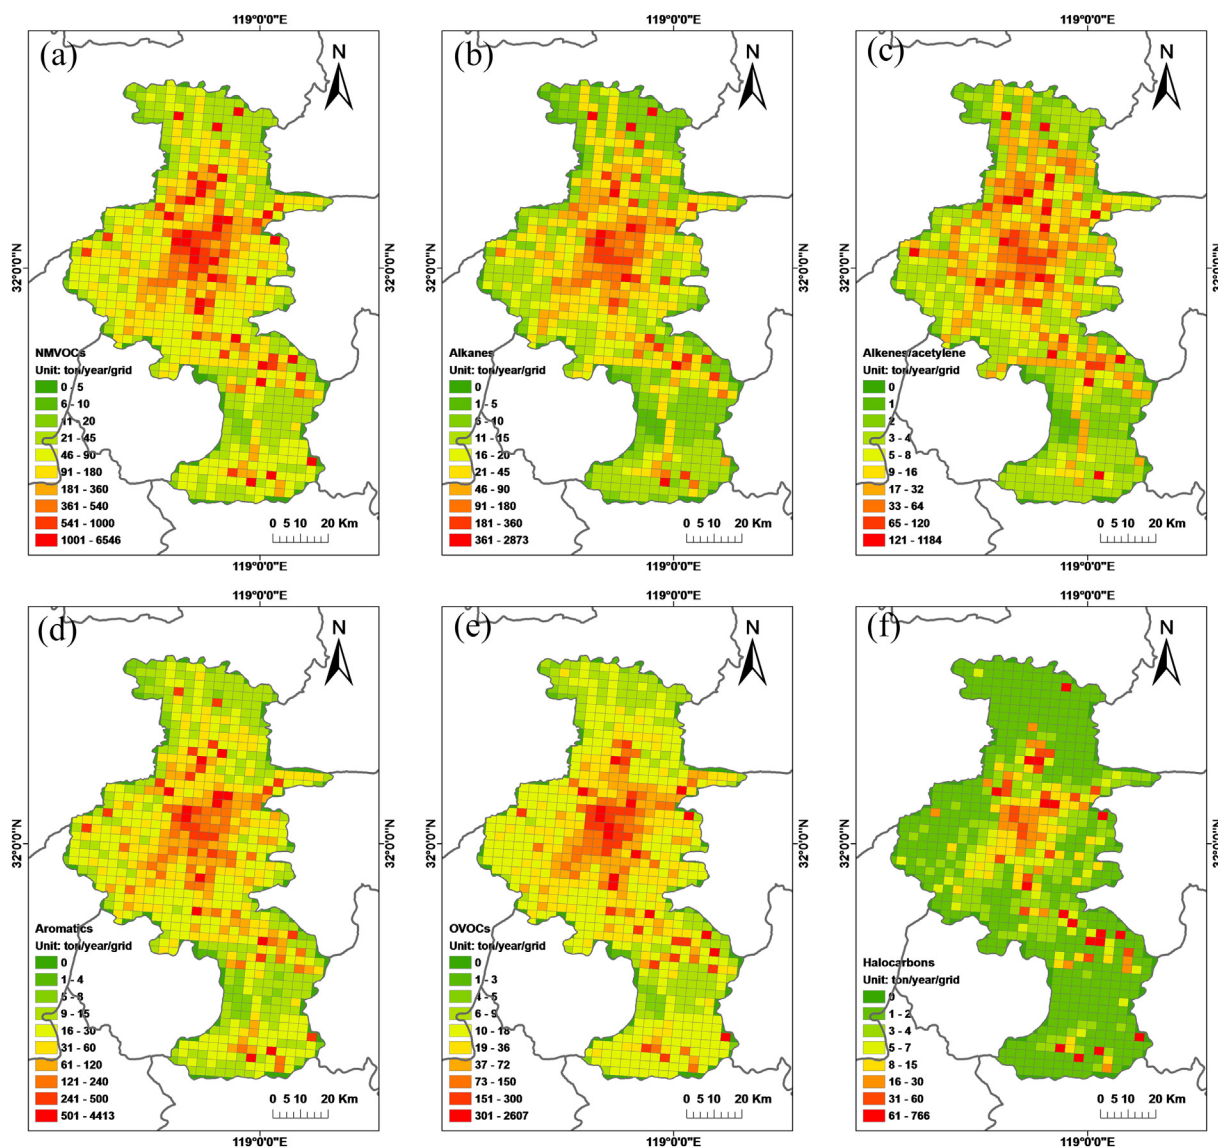 119°0'0"E 119°0'0"E 119°0'0"E
(a) (b) (c)
N N N
32°0'0"N 32°0'0"N 32°0'0"N 32°0'0"N
NMVOCs
Unit: ton/year/grid
0 - 5
6 - 10
11 - 20
21 - 45
46 - 90
91 - 180
181 - 360
361 - 540
541 - 1000
1001 - 6546
0 5 10 20 Km
119°0'0"E
Alkanes
Unit: ton/year/grid
0
1 - 5
6 - 10
11 - 15
16 - 20
21 - 45
46 - 90
91 - 180
181 - 360
361 - 2873
0 5 10 20 Km
119°0'0"E
Alkenes/acetylene
Unit: ton/year/grid
0
1
2
3 - 4
5 - 8
9 - 16
17 - 32
33 - 64
65 - 120
121 - 1184
0 5 10 20 Km
119°0'0"E
119°0'0"E 119°0'0"E 119°0'0"E
(d) (e) (f)
N N N
32°0'0"N 32°0'0"N 32°0'0"N 32°0'0"N
Aromatics
Unit: ton/year/grid
0
1 - 4
5 - 8
9 - 15
16 - 30
31 - 60
61 - 120
121 - 240
241 - 500
501 - 4413
0 5 10 20 Km
119°0'0"E
OVOCs
Unit: ton/year/grid
0
1 - 3
4 - 5
6 - 9
10 - 18
19 - 36
37 - 72
73 - 150
151 - 300
301 - 2607
0 5 10 20 Km
119°0'0"E
Halocarbons
Unit: ton/year/grid
0
1 - 2
3 - 4
5 - 7
8 - 15
16 - 30
31 - 60
61 - 766
0 5 10 20 Km
119°0'0"E